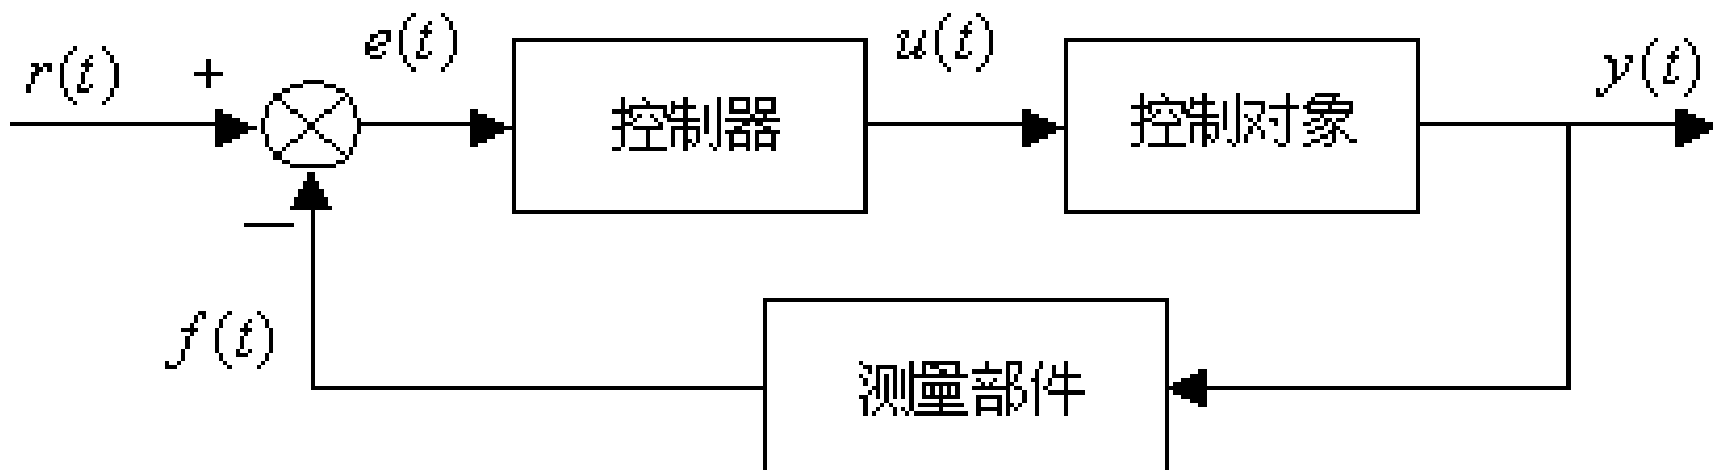 r(t)
+
e(t)
控制器
u(t)
控制对象
y(t)
−
f(t)
测量部件